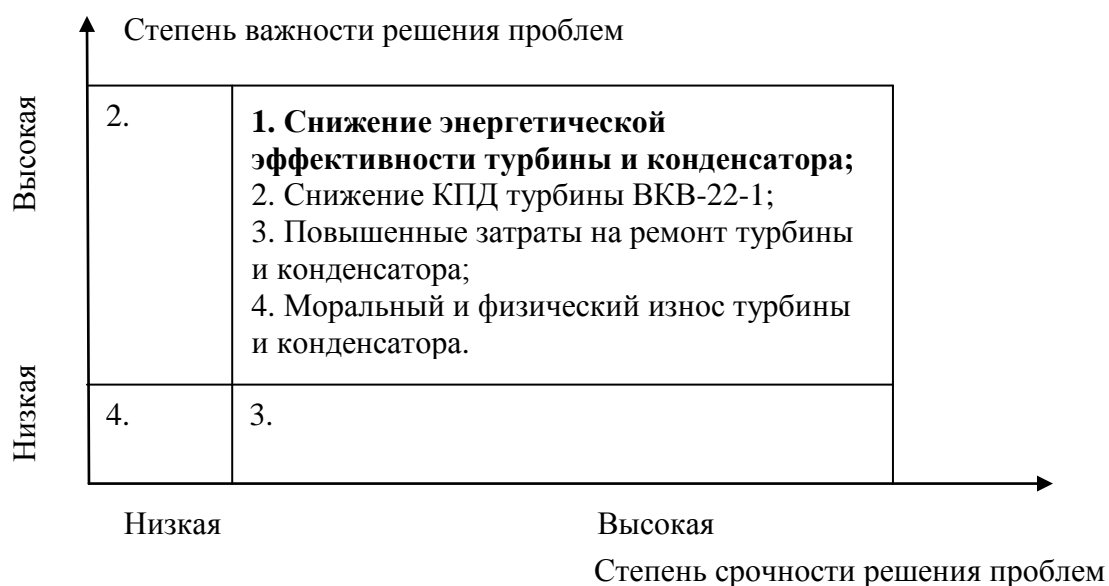 Степень важности решения проблем
Высокая
2.
1. Снижение энергетической
эффективности турбины и конденсатора;
2. Снижение КПД турбины ВКВ-22-1;
3. Повышенные затраты на ремонт турбины
и конденсатора;
4. Моральный и физический износ турбины
и конденсатора.
Низкая
4.
3.
Низкая
Высокая
Степень срочности решения проблем